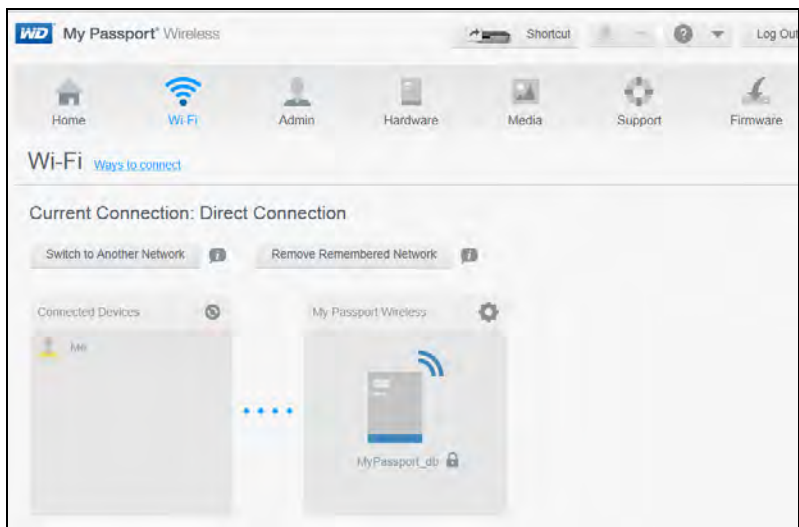 WD My Passport® Wireless
Shortcut
? Log Out
Home Wi-Fi Admin Hardware Media Support Firmware
Wi-Fi Ways to connect
Current Connection: Direct Connection
Switch to Another Network i Remove Remembered Network i
Connected Devices My Passport Wireless
Me
MyPassport_db